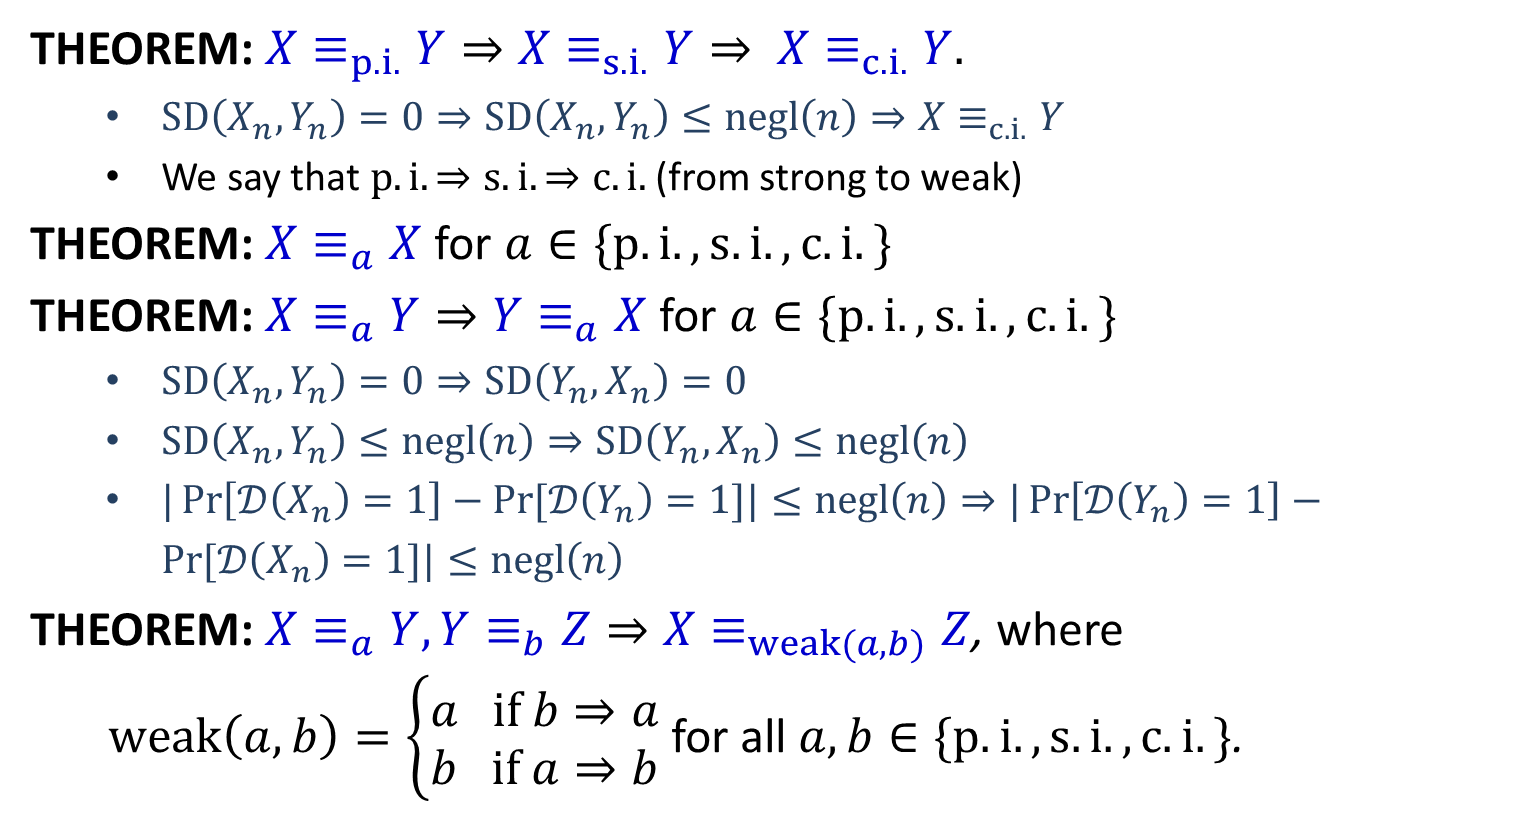 THEOREM: X ≡p.i. Y ⇒ X ≡s.i. Y ⇒ X ≡c.i. Y.
• SD(Xn, Yn) = 0 ⇒ SD(Xn, Yn) ≤ negl(n) ⇒ X ≡c.i. Y
• We say that p. i. ⇒ s. i. ⇒ c. i. (from strong to weak)
THEOREM: X ≡a X for a ∈ {p. i. , s. i. , c. i. }
THEOREM: X ≡a Y ⇒ Y ≡a X for a ∈ {p. i. , s. i. , c. i. }
• SD(Xn, Yn) = 0 ⇒ SD(Yn, Xn) = 0
• SD(Xn, Yn) ≤ negl(n) ⇒ SD(Yn, Xn) ≤ negl(n)
• | Pr[𝒟(Xn) = 1] − Pr[𝒟(Yn) = 1]| ≤ negl(n) ⇒ | Pr[𝒟(Yn) = 1] −
Pr[𝒟(Xn) = 1]| ≤ negl(n)
THEOREM: X ≡a Y, Y ≡b Z ⇒ X ≡weak(a,b) Z, where
weak(a, b) = { a if b ⇒ a
b if a ⇒ b for all a, b ∈ {p. i. , s. i. , c. i. }.